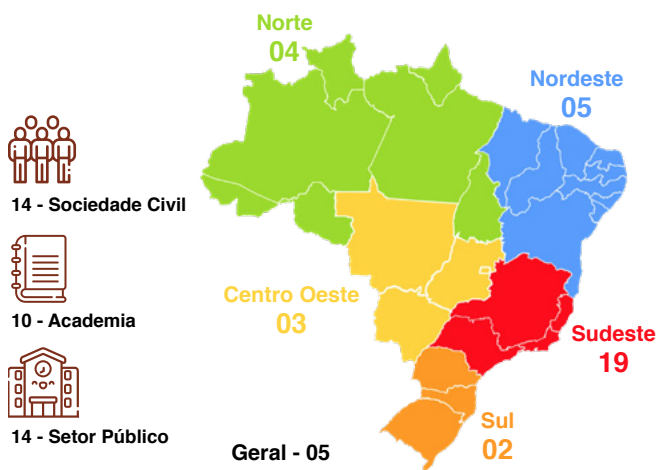 Norte
04
Nordeste
05
14 - Sociedade Civil
10 - Academia
Centro Oeste
03
Sudeste
19
14 - Setor Público
Sul
02
Geral - 05